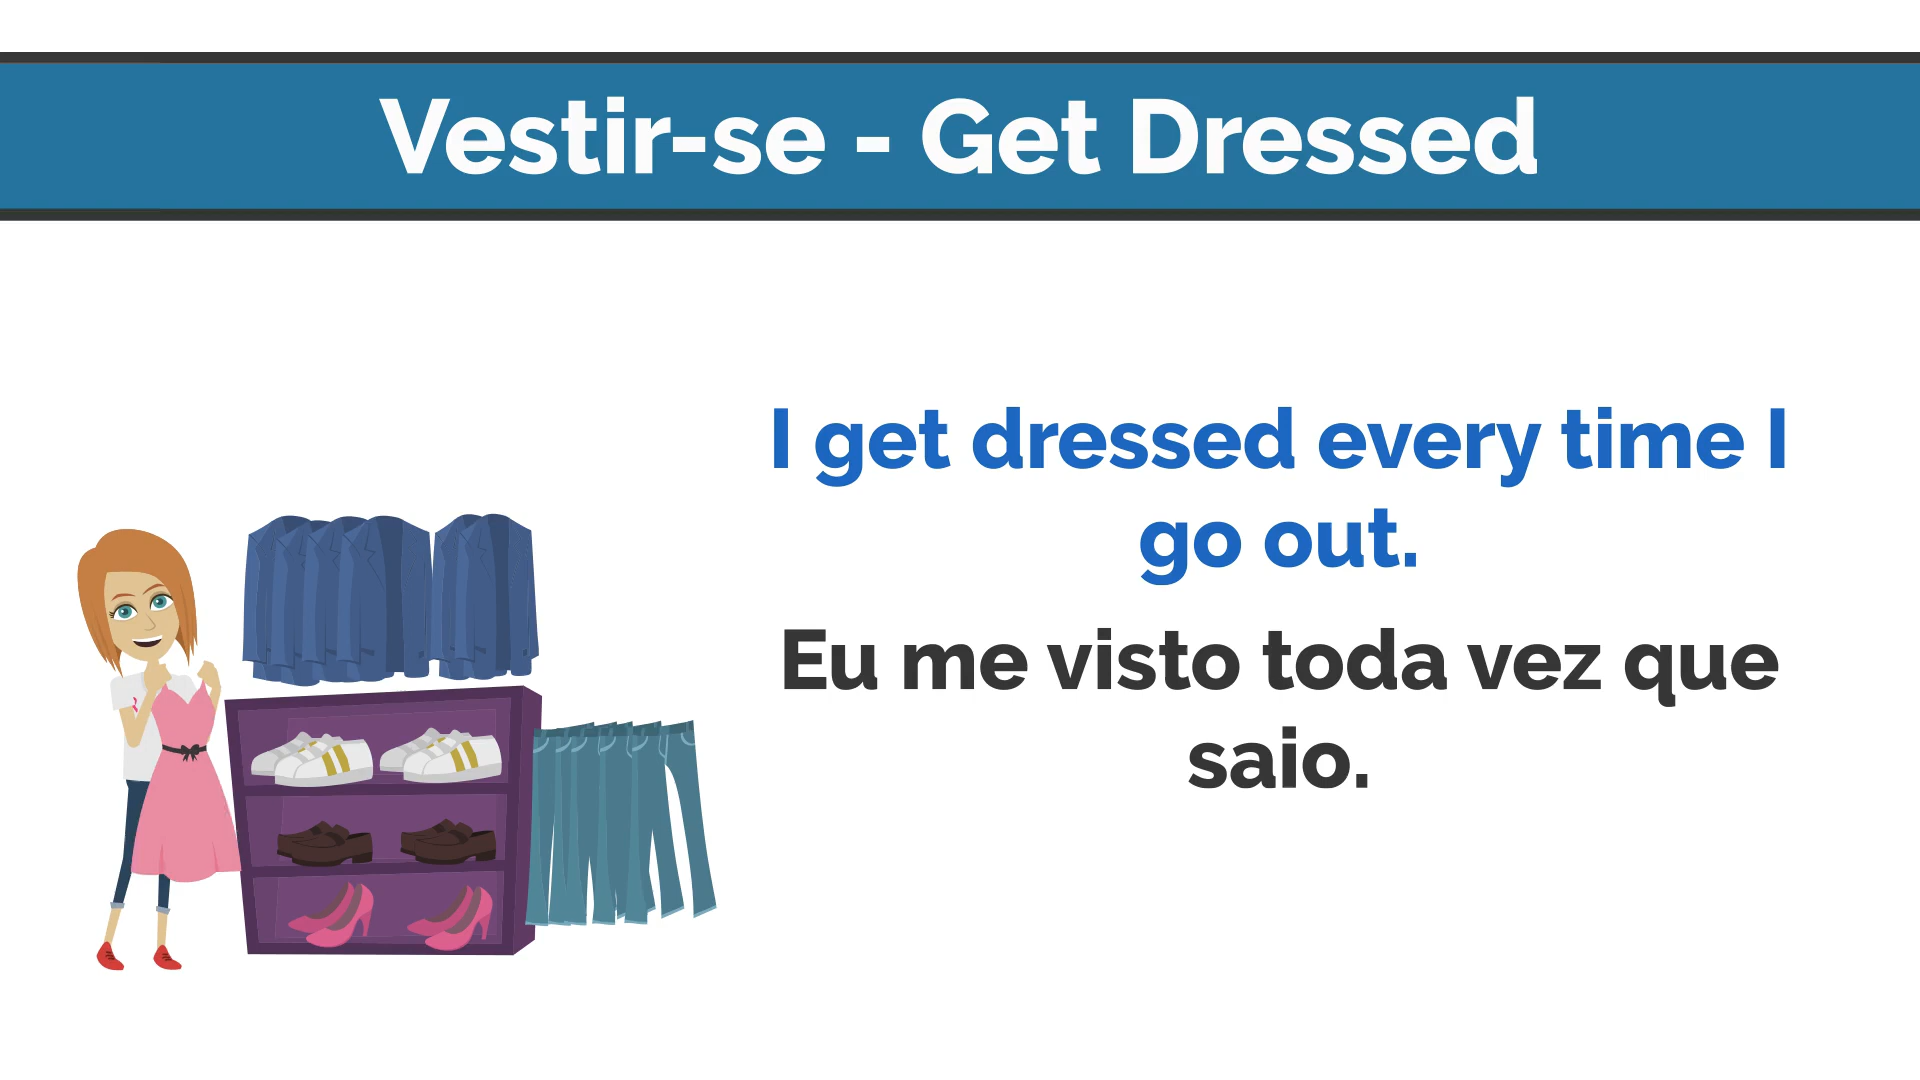 Vestir-se - Get Dressed
I get dressed every time I
go out.
Eu me visto toda vez que
saio.